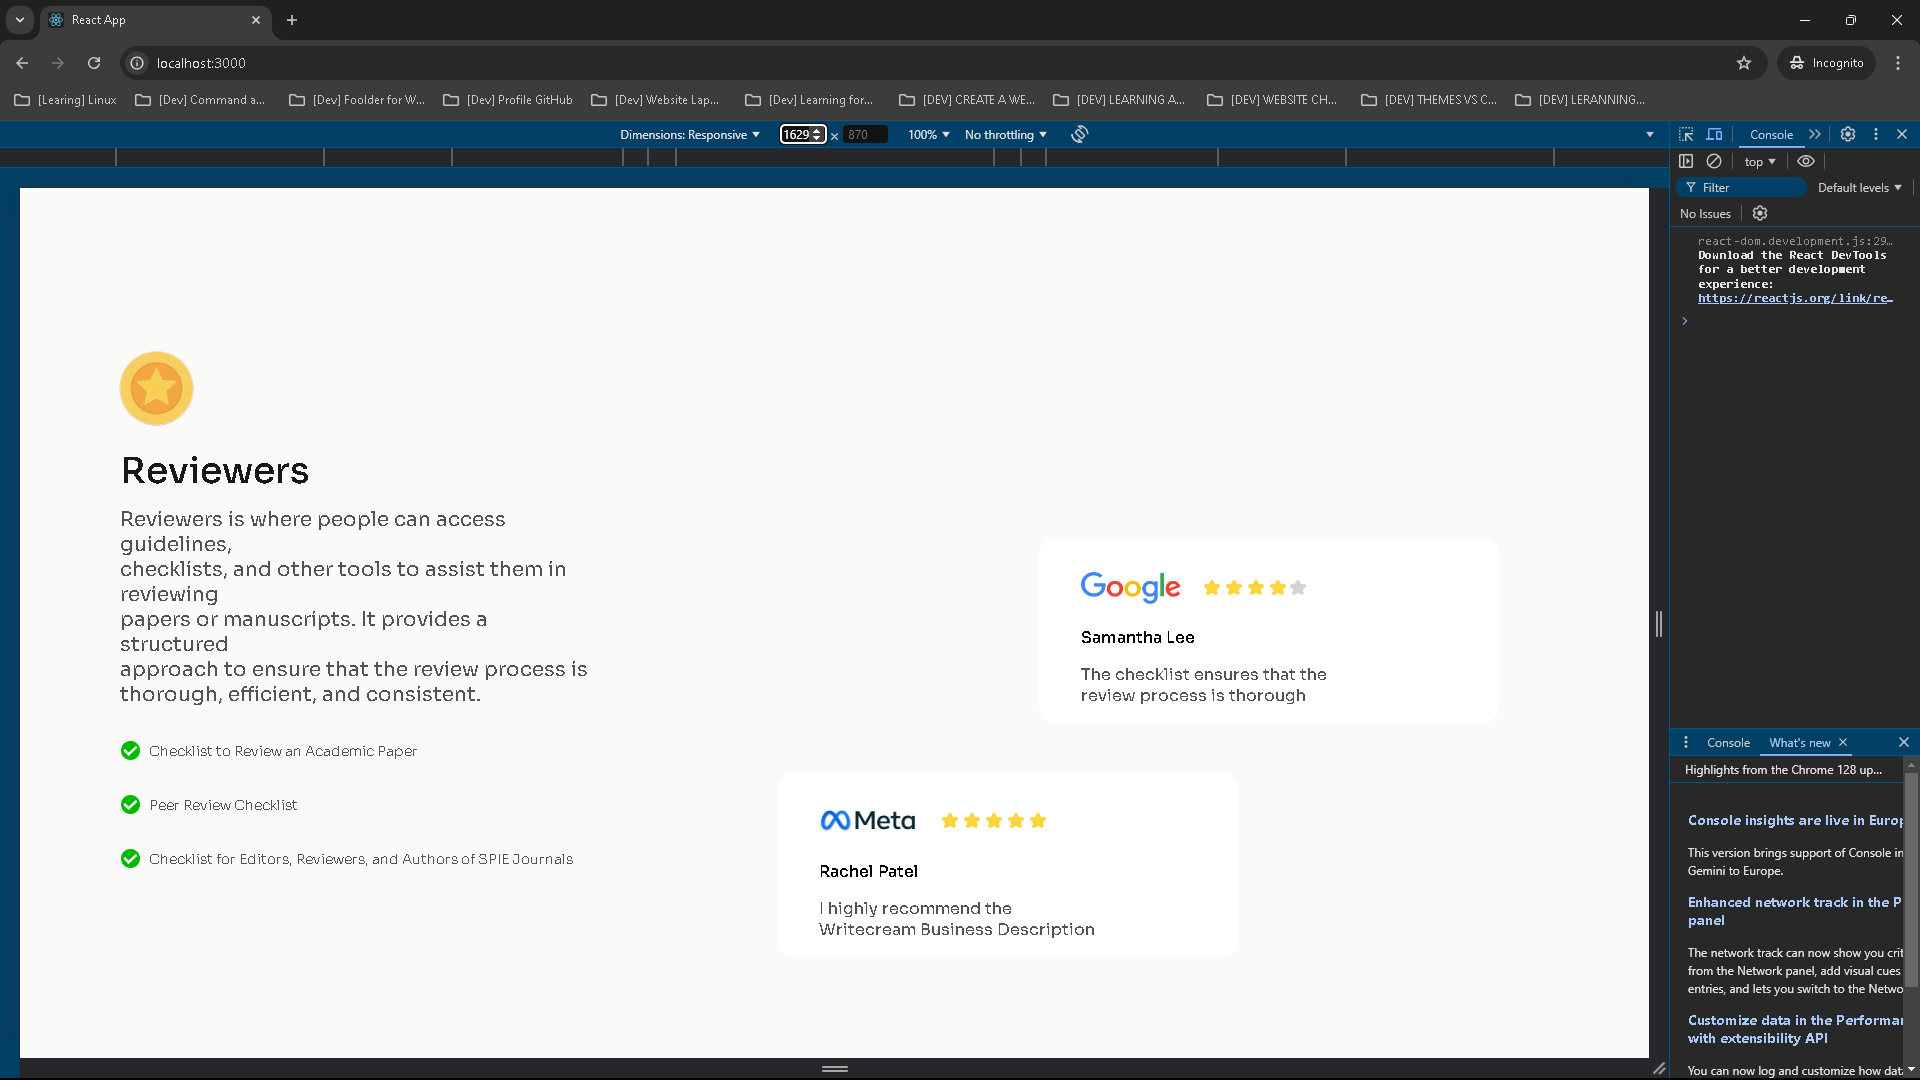 React App
localhost:3000
Incognito
[Learing] Linux
[Dev] Command a...
[Dev] Foolder for W...
[Dev] Profile GitHub
[Dev] Website Lap...
[Dev] Learning for...
[DEV] CREATE A WE...
[DEV] LEARNING A...
[DEV] WEBSITE CH...
[DEV] THEMES VS C...
[DEV] LERANNING...
Dimensions: Responsive
1629 × 870
100%
No throttling
Console
top
Filter
Default levels
No Issues
react-dom.development.js:29…
Download the React DevTools
for a better development
experience:
https://reactjs.org/link/re…
Reviewers
Reviewers is where people can access
guidelines,
checklists, and other tools to assist them in
reviewing
papers or manuscripts. It provides a
structured
approach to ensure that the review process is
thorough, efficient, and consistent.
Checklist to Review an Academic Paper
Peer Review Checklist
Checklist for Editors, Reviewers, and Authors of SPIE Journals
Google
Samantha Lee
The checklist ensures that the
review process is thorough
Meta
Rachel Patel
I highly recommend the
Writecream Business Description
Console
What's new
Highlights from the Chrome 128 up...
Console insights are live in Europ
This version brings support of Console in
Gemini to Europe.
Enhanced network track in the P
panel
The network track can now show you crit
from the Network panel, add visual cues
entries, and lets you switch to the Netwo
Customize data in the Performan
with extensibility API
You can now log and customize how data